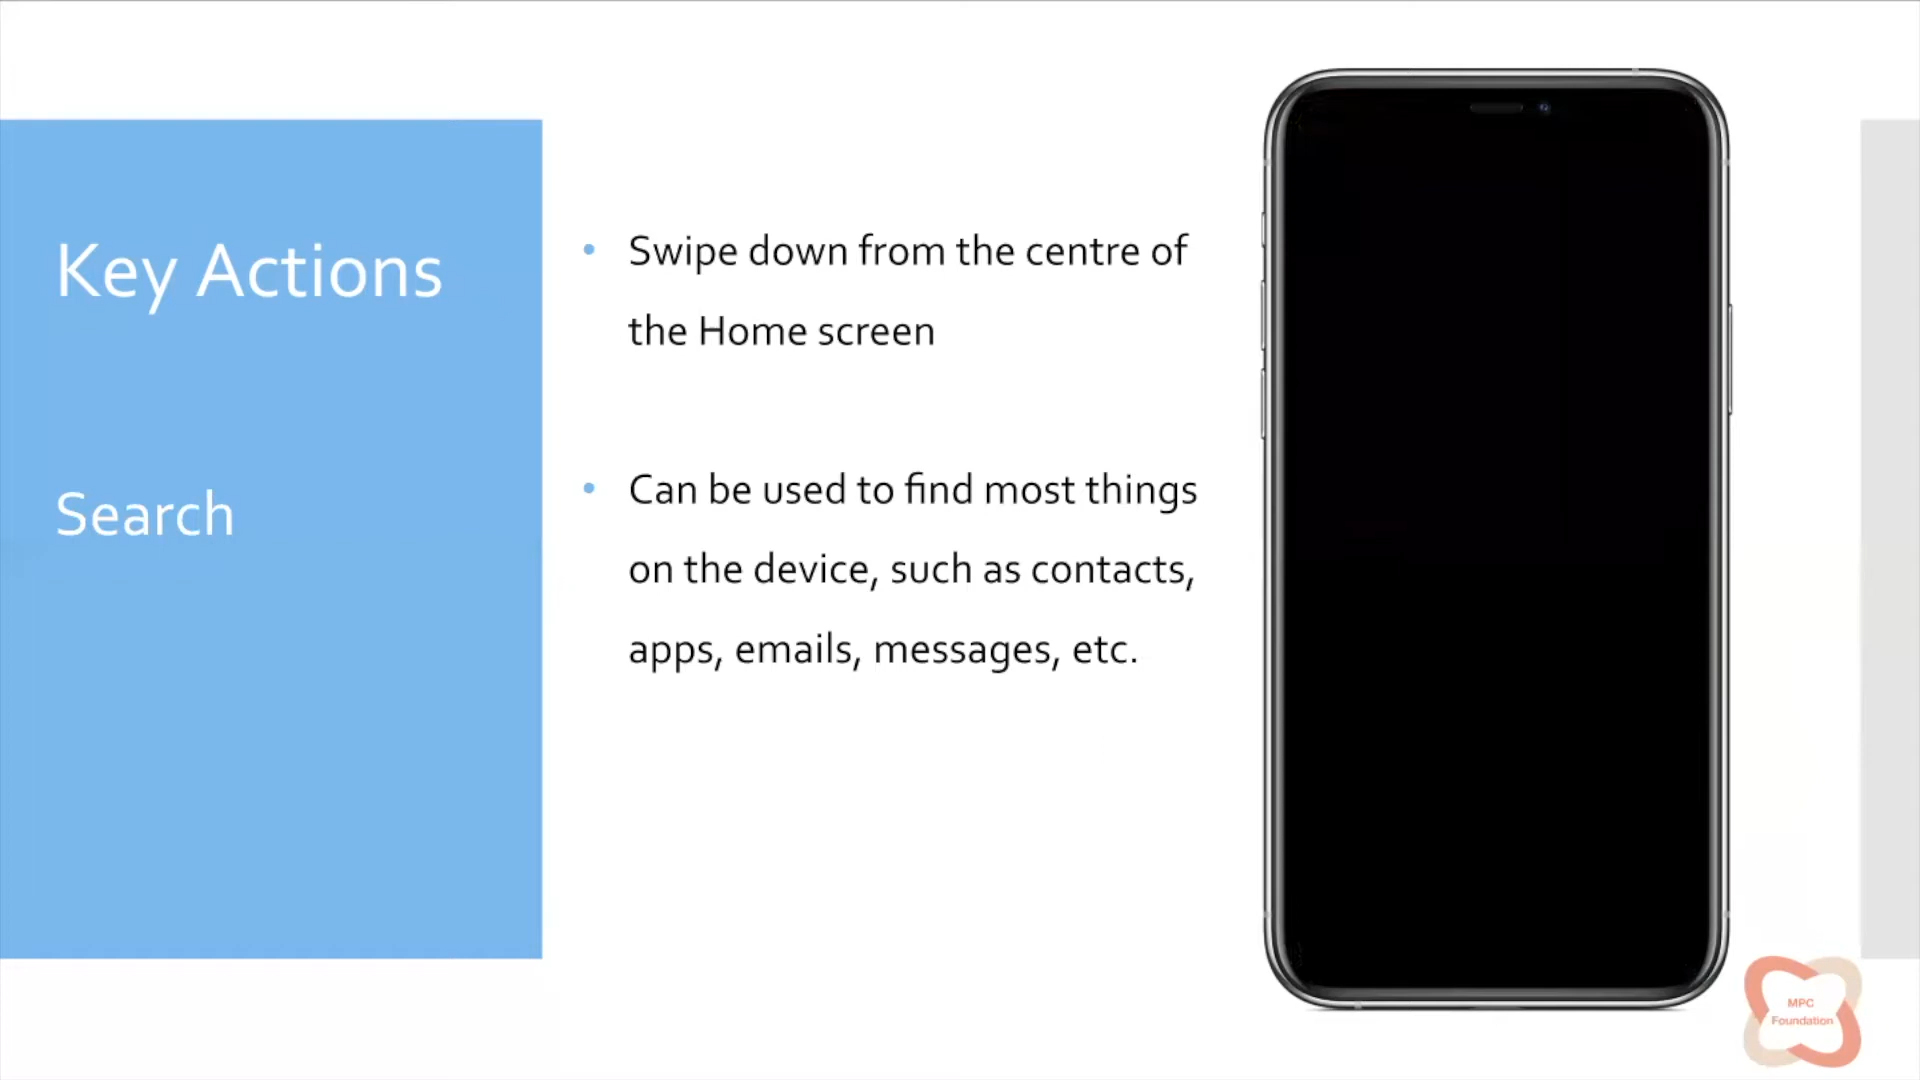 Key Actions
Search
• Swipe down from the centre of
the Home screen
• Can be used to find most things
on the device, such as contacts,
apps, emails, messages, etc.
MPC
Foundation